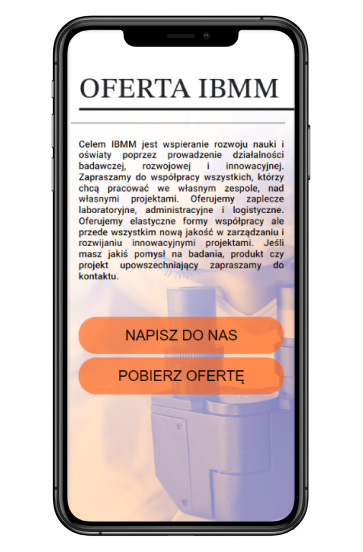 OFERTA IBMM
Celem IBMM jest wspieranie rozwoju nauki i
oświaty poprzez prowadzenie działalności
badawczej, rozwojowej i innowacyjnej.
Zapraszamy do współpracy wszystkich, którzy
chcą pracować we własnym zespole, nad
własnymi projektami. Oferujemy zaplecze
laboratoryjne, administracyjne i logistyczne.
Oferujemy elastyczne formy współpracy ale
przede wszystkim nową jakość w zarządzaniu i
rozwijaniu innowacyjnymi projektami. Jeśli
masz jakiś pomysł na badania, produkt czy
projekt upowszechniający zapraszamy do
kontaktu.
NAPISZ DO NAS
POBIERZ OFERTĘ